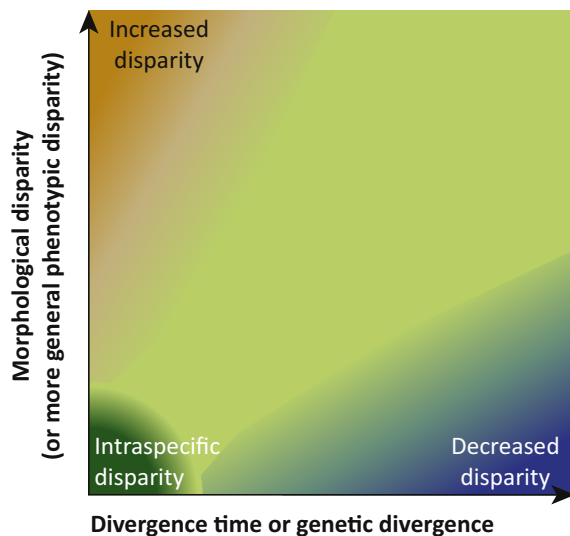 Increased
disparity
Morphological disparity
(or more general phenotypic disparity)
Intraspecific
disparity
Decreased
disparity
Divergence time or genetic divergence